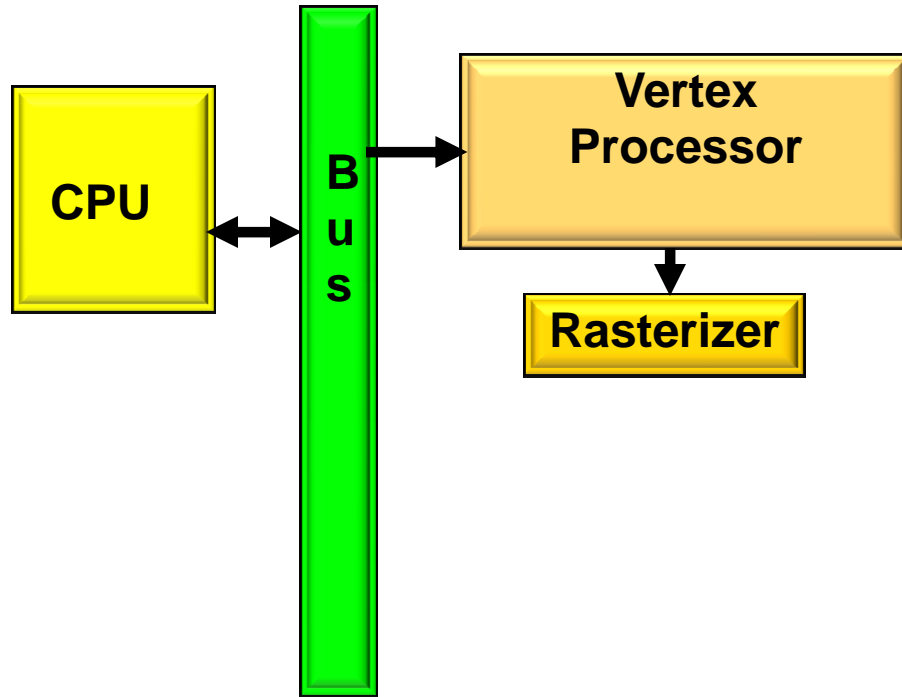 CPU
B
u
s
Vertex
Processor
Rasterizer